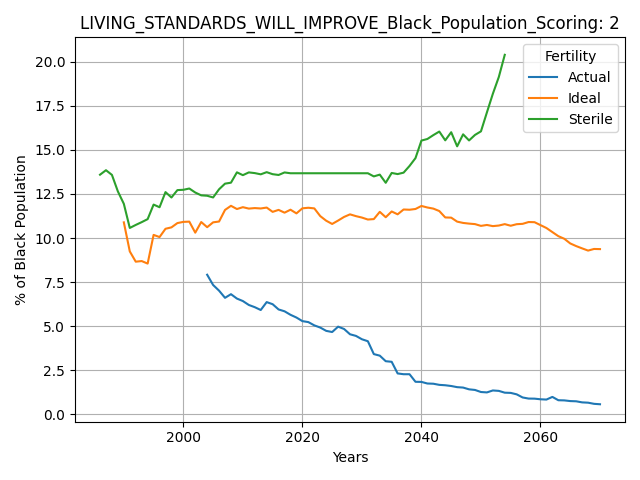 LIVING_STANDARDS_WILL_IMPROVE_Black_Population_Scoring: 2
Fertility
Actual
Ideal
Sterile
% of Black Population
20.0
17.5
15.0
12.5
10.0
7.5
5.0
2.5
0.0
2000
2020
2040
2060
Years